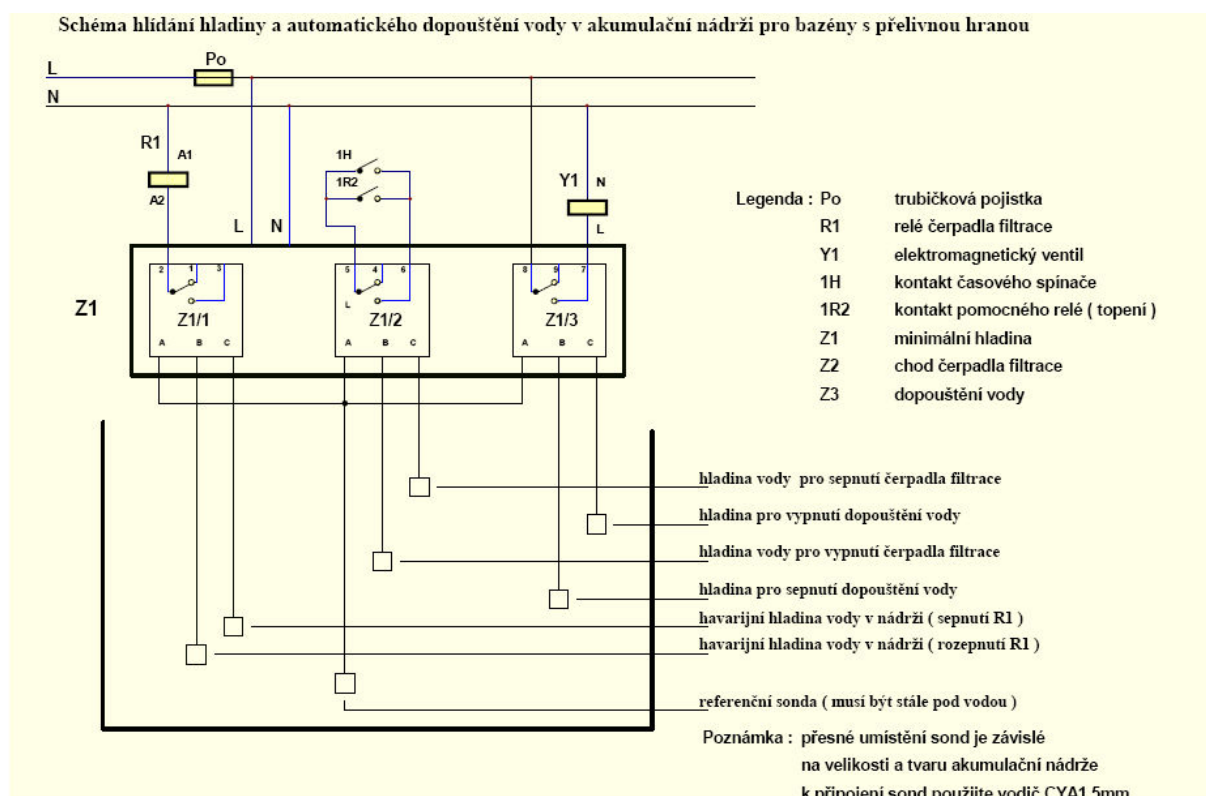 Schéma hlídání hladiny a automatického dopouštění vody v akumulační nádrži pro bazény s přelivnou hranou
L
Po
N
R1
A1
A2
1H
1R2
Y1 N
L
L N
Legenda : Po trubičková pojistka
R1 relé čerpadla filtrace
Y1 elektromagnetický ventil
1H kontakt časového spínače
1R2 kontakt pomocného relé ( topení )
Z1 minimální hladina
Z2 chod čerpadla filtrace
Z3 dopouštění vody
Z1
2 1 3
5 4 6
8 9 7
L
Z1/1 Z1/2 Z1/3
A B C
A B C
A B C
hladina vody pro sepnutí čerpadla filtrace
hladina pro vypnutí dopouštění vody
hladina vody pro vypnutí čerpadla filtrace
hladina pro sepnutí dopouštění vody
havarijní hladina vody v nádrži ( sepnutí R1 )
havarijní hladina vody v nádrži ( rozepnutí R1 )
referenční sonda ( musí být stále pod vodou )
Poznámka : přesné umístění sond je závislé
na velikosti a tvaru akumulační nádrže
k připojení sond použijte vodič CYA1,5mm